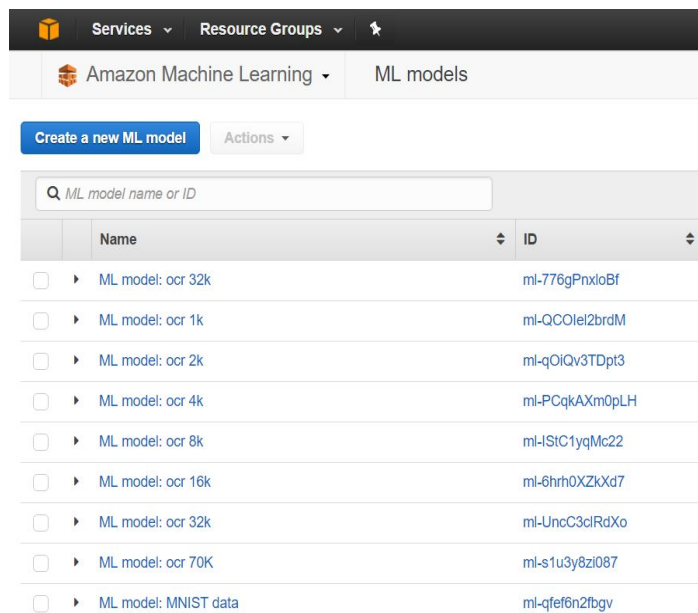 Services Resource Groups
Amazon Machine Learning ML models
Create a new ML model Actions
ML model name or ID
Name ID
ML model: ocr 32k ml-776gPnxloBf
ML model: ocr 1k ml-QCOlel2brdM
ML model: ocr 2k ml-qOiQv3TDpt3
ML model: ocr 4k ml-PCqkAXm0pLH
ML model: ocr 8k ml-IStC1yqMc22
ML model: ocr 16k ml-6hrh0XZkXd7
ML model: ocr 32k ml-UncC3clRdXo
ML model: ocr 70K ml-s1u3y8zi087
ML model: MNIST data ml-qfef6n2fbgv